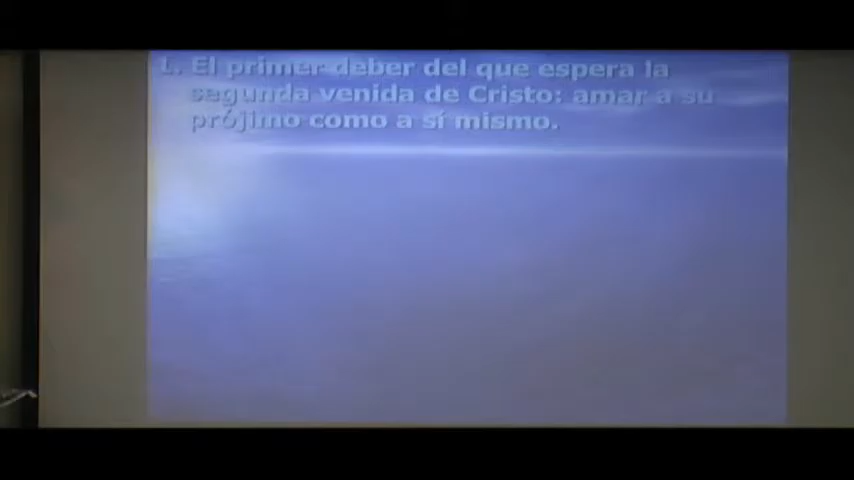 1. El primer deber del que espera la
segunda venida de Cristo: amar a su
prójimo como a sí mismo.